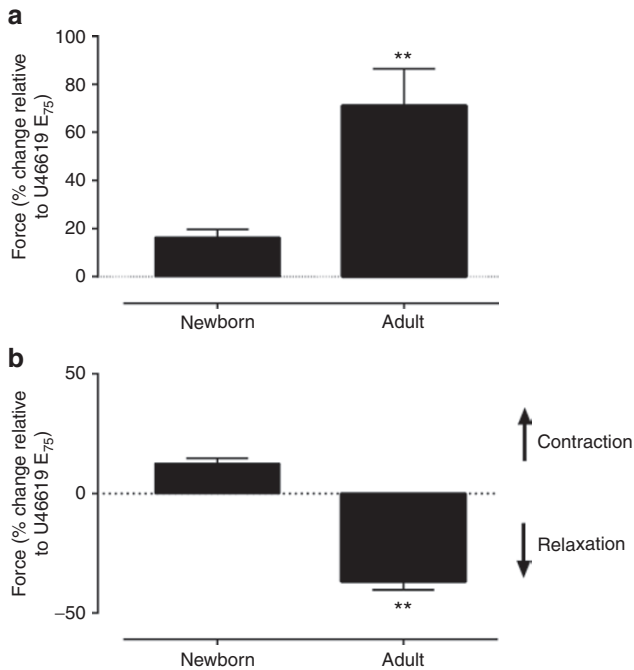 a
Force (% change relative
to U46619 E75)
100
80
60
40
20
0
**
Newborn
Adult
b
Force (% change relative
to U46619 E75)
50
0
−50
**
Contraction
Relaxation
Newborn
Adult